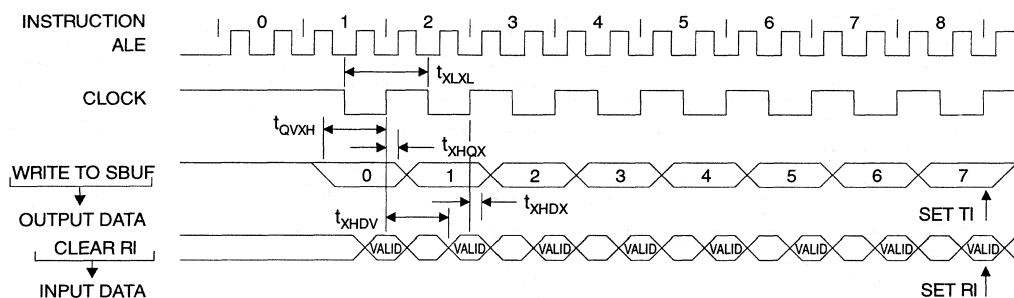 INSTRUCTION 0 1 2 3 4 5 6 7 8
ALE
tXLXL
CLOCK
tQVXH
tXHQX
WRITE TO SBUF 0 1 2 3 4 5 6 7
tXHDV tXHDX
OUTPUT DATA SET TI
CLEAR RI VALID VALID VALID VALID VALID VALID VALID VALID
INPUT DATA SET RI